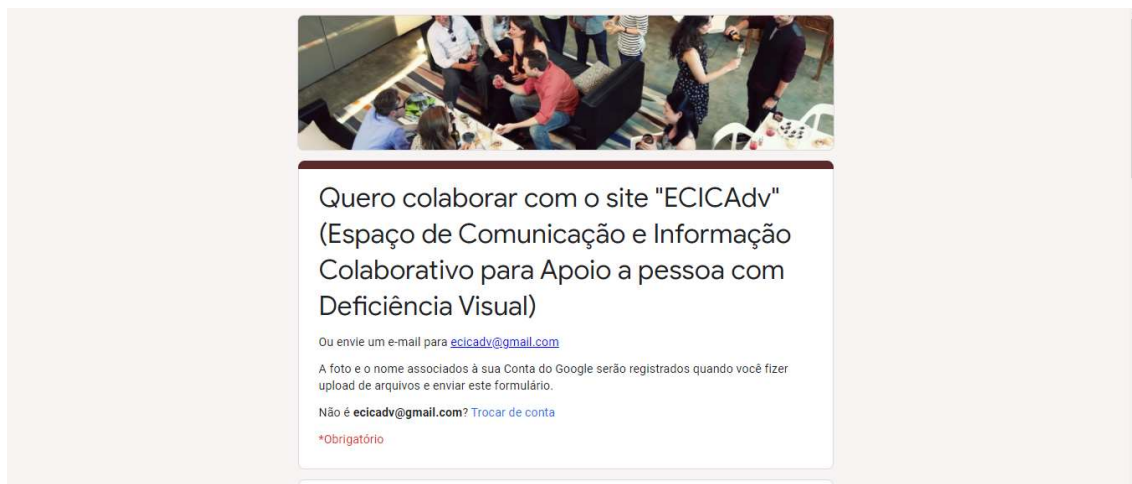 Quero colaborar com o site "ECICAdv"
(Espaço de Comunicação e Informação
Colaborativo para Apoio a pessoa com
Deficiência Visual)
Ou envie um e-mail para ecicadv@gmail.com
A foto e o nome associados à sua Conta do Google serão registrados quando você fizer
upload de arquivos e enviar este formulário.
Não é ecicadv@gmail.com? Trocar de conta
*Obrigatório